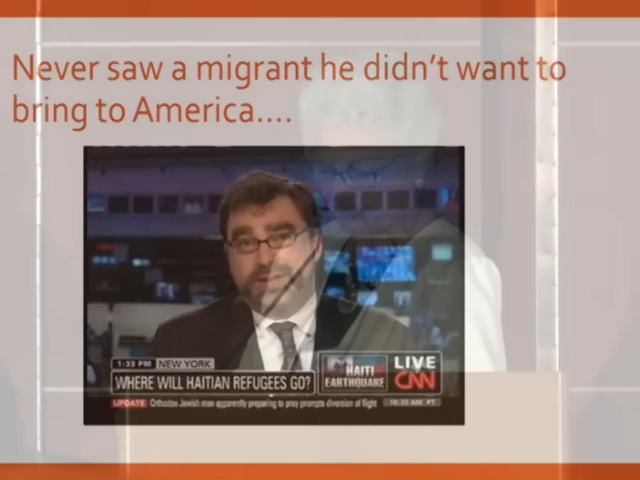 Never saw a migrant he didn't want to
bring to America....
1:33 PM NEW YORK
WHERE WILL HAITIAN REFUGEES GO?
HAITI
EARTHQUAKE
LIVE
CNN
UPDATE Orthodox Jewish man apparently preparing to pray prompts diversion of flight
10:33 AM PT